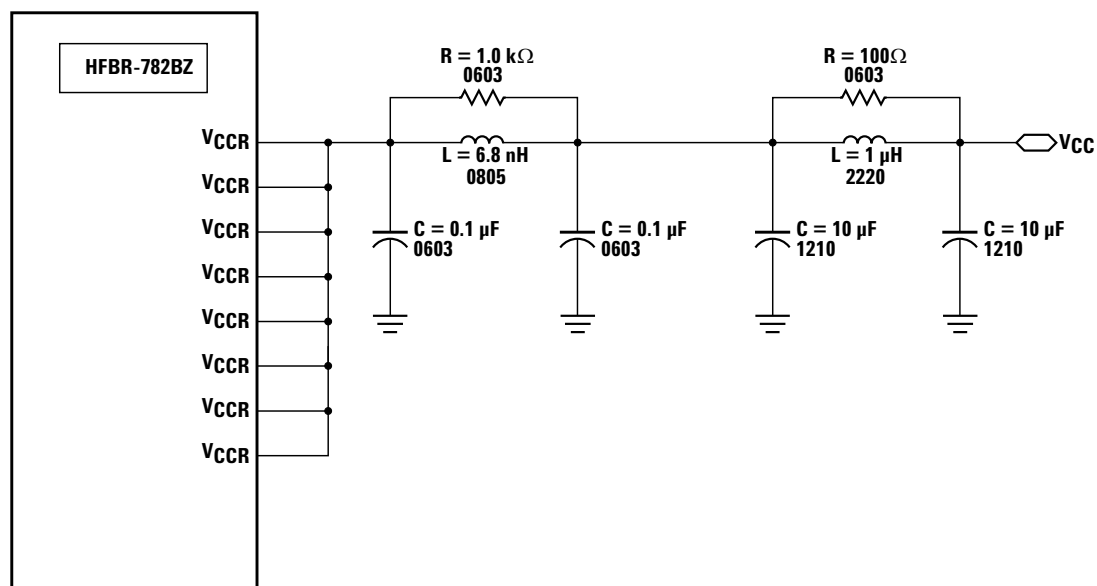 HFBR-782BZ
R = 1.0 kΩ
0603
R = 100Ω
0603
VCCR
VCC
L = 6.8 nH
0805
L = 1 µH
2220
VCCR
VCCR
C = 0.1 µF
0603
C = 0.1 µF
0603
C = 10 µF
1210
C = 10 µF
1210
VCCR
VCCR
VCCR
VCCR
VCCR